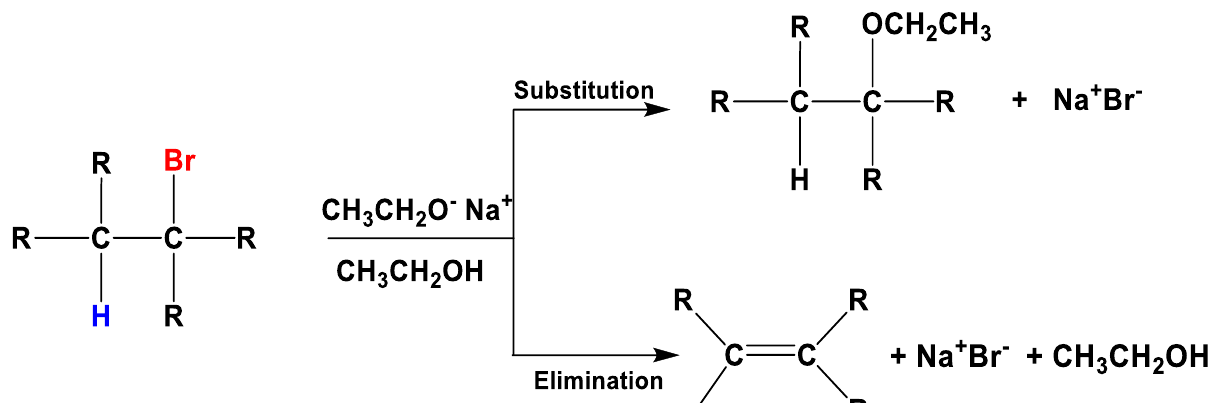 R OCH₂CH₃
Substitution
R C C R + Na⁺Br⁻
R Br
H R
CH₃CH₂O⁻ Na⁺
R C C R
CH₃CH₂OH
H R
R R
C C + Na⁺Br⁻ + CH₃CH₂OH
Elimination